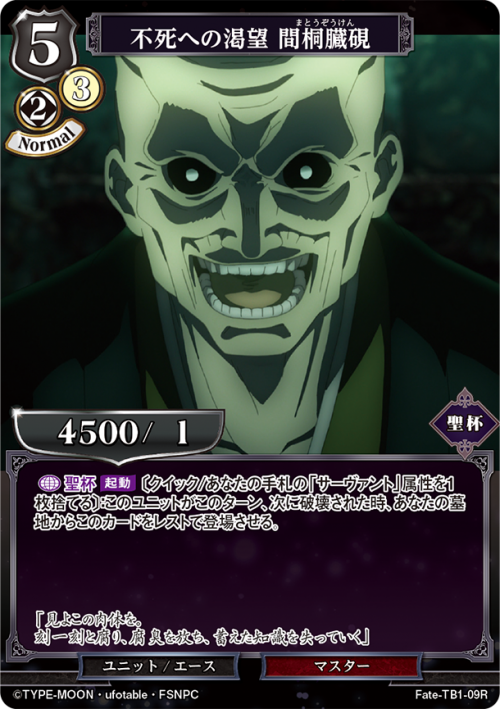 5
まとうぞうけん
不死への渇望 間桐臓硯
2
3
Normal
4500/ 1
聖杯
聖杯 起動 〔クイック/あなたの手札の「サーヴァント」属性を1
枚捨てる〕:このユニットがこのターン、次に破壊された時、あなたの墓
地からこのカードをレストで登場させる。
「見よこの肉体を。
刻一刻と腐り、腐臭を放ち、蓄えた知識を失っていく」
ユニット/エース
マスター
©TYPE-MOON・ufotable・FSNPC
Fate-TB1-09R